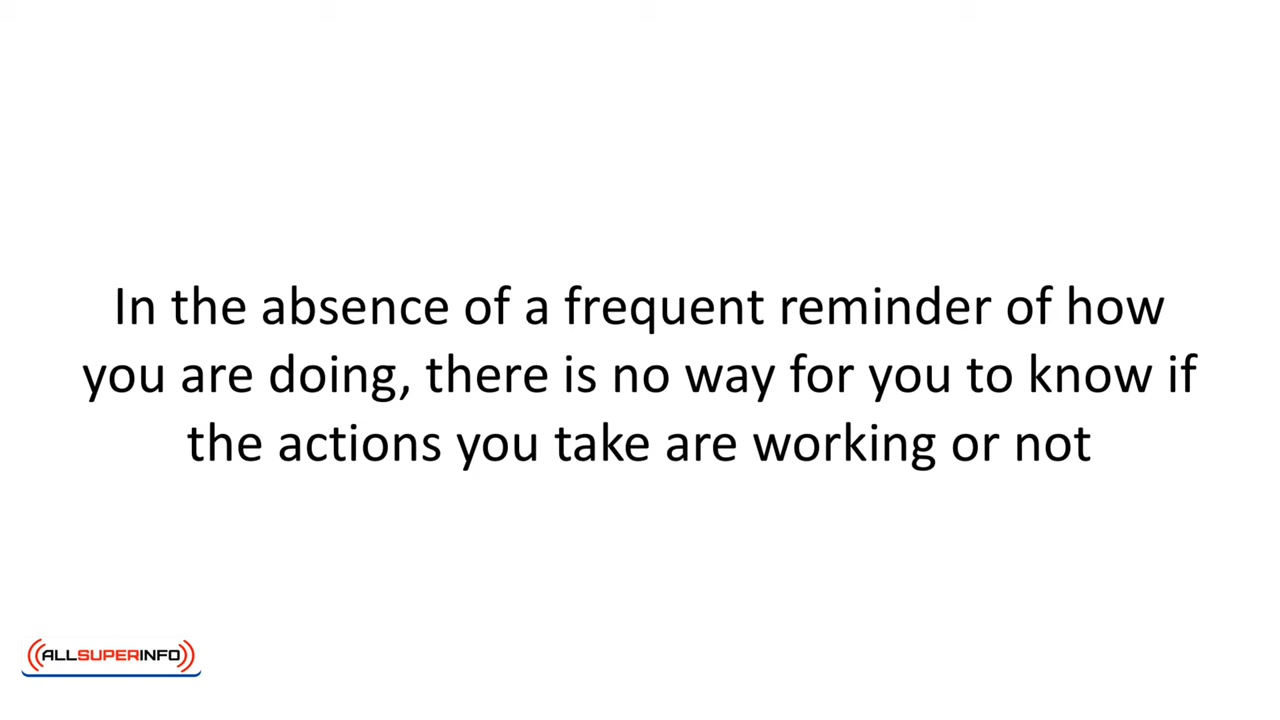 In the absence of a frequent reminder of how
you are doing, there is no way for you to know if
the actions you take are working or not
ALLSUPERINFO